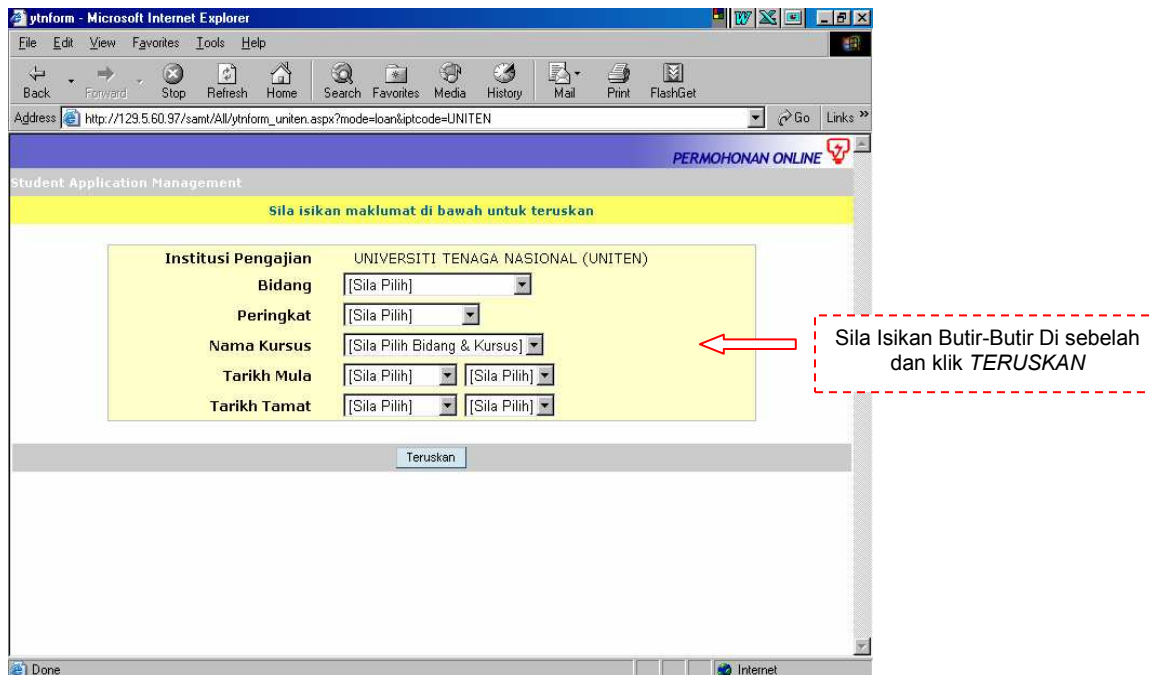 ytnform - Microsoft Internet Explorer
File Edit View Favorites Tools Help
Back Forward Stop Refresh Home Search Favorites Media History Mail Print FlashGet
Address http://129.5.60.97/samt/All/ytnform_uniten.aspx?mode=loan&iptcode=UNITEN Go Links »
PERMOHONAN ONLINE
Student Application Management
Sila isikan maklumat di bawah untuk teruskan
Institusi Pengajian UNIVERSITI TENAGA NASIONAL (UNITEN)
Bidang [Sila Pilih]
Peringkat [Sila Pilih]
Nama Kursus [Sila Pilih Bidang & Kursus]
Tarikh Mula [Sila Pilih] [Sila Pilih]
Tarikh Tamat [Sila Pilih] [Sila Pilih]
Teruskan
Sila Isikan Butir-Butir Di sebelah
dan klik TERUSKAN
Done Internet